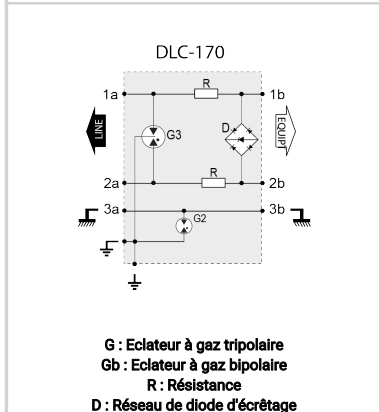 DLC-170
R
1a
1b
LINE
G3
D
EQUIPT
R
2a
2b
3a
G2
3b
G : Eclateur à gaz tripolaire
Gb : Eclateur à gaz bipolaire
R : Résistance
D : Réseau de diode d'écrêtage